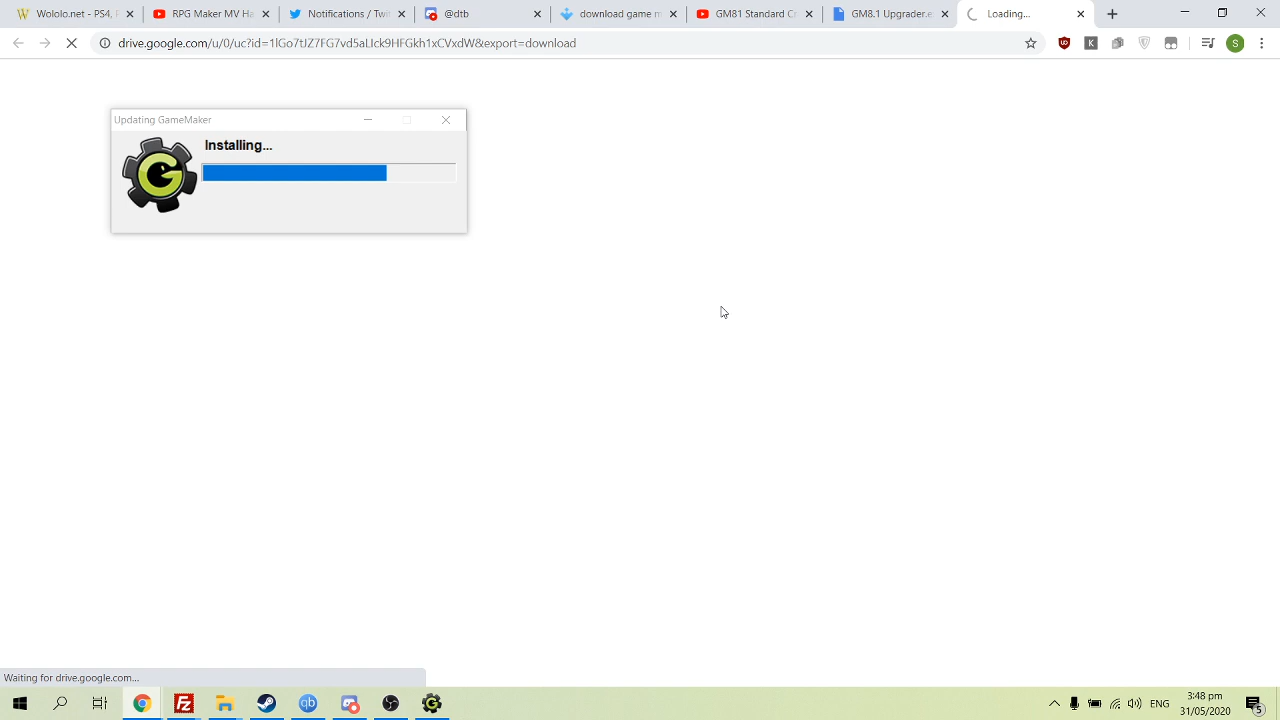 Wololo.net - PS4, P
RPG Maker MV Ha
Notifications / Twit
@dtb
download game m
GM81 Standard Cr
GM8.1 Upgrader.e
Loading...
drive.google.com/u/0/uc?id=1lGo7tJZ7FG7vd5aUck9HFGkh1xCVxdW&export=download
K
S
Updating GameMaker
Installing...
Waiting for drive.google.com...
ENG
3:48 pm
31/05/2020
5